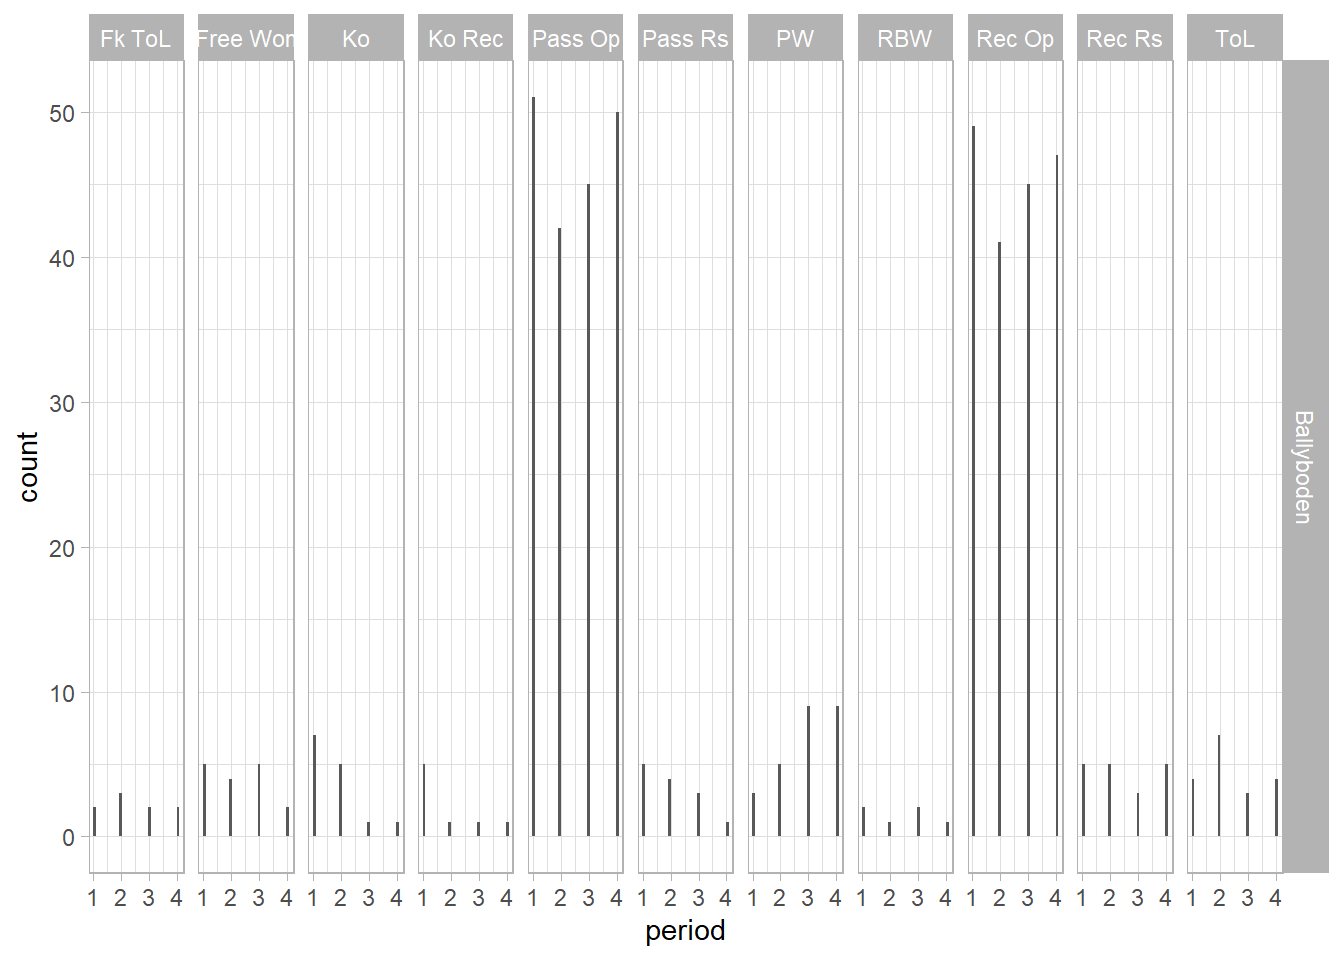 Fk ToL
Free Won
Ko
Ko Rec
Pass Op
Pass Rs
PW
RBW
Rec Op
Rec Rs
ToL
50
40
30
20
10
0
count
Ballyboden
1 2 3 4
1 2 3 4
1 2 3 4
1 2 3 4
1 2 3 4
1 2 3 4
1 2 3 4
1 2 3 4
1 2 3 4
1 2 3 4
1 2 3 4
period